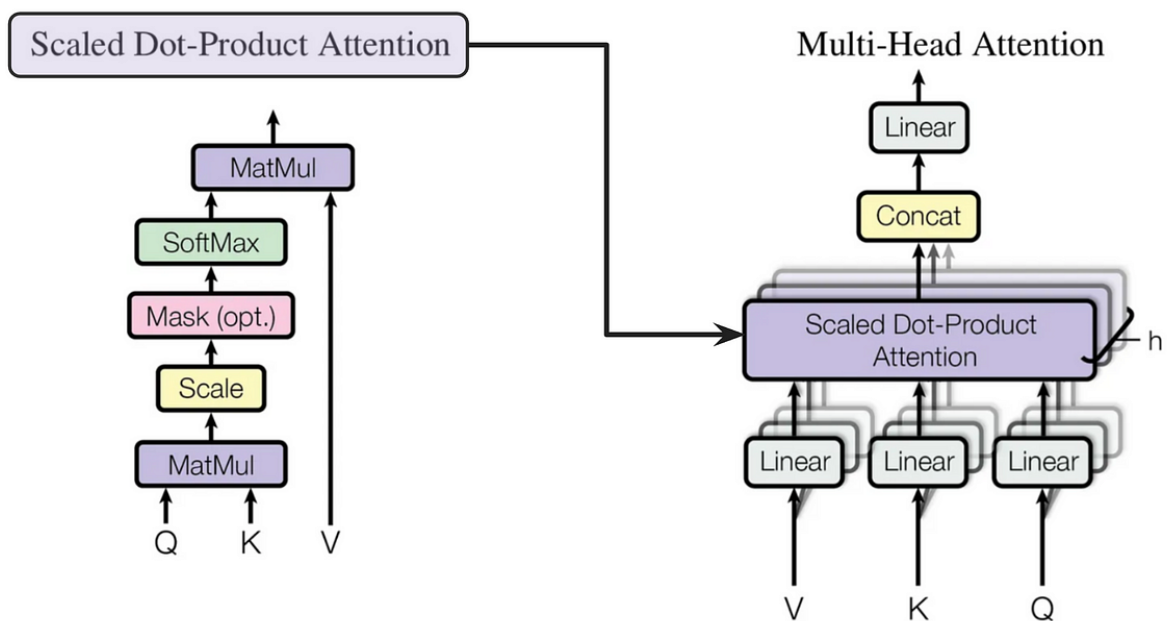 Scaled Dot-Product Attention
MatMul
SoftMax
Mask (opt.)
Scale
MatMul
Q K V
Multi-Head Attention
Linear
Concat
Scaled Dot-Product
Attention
h
Linear Linear Linear
V K Q